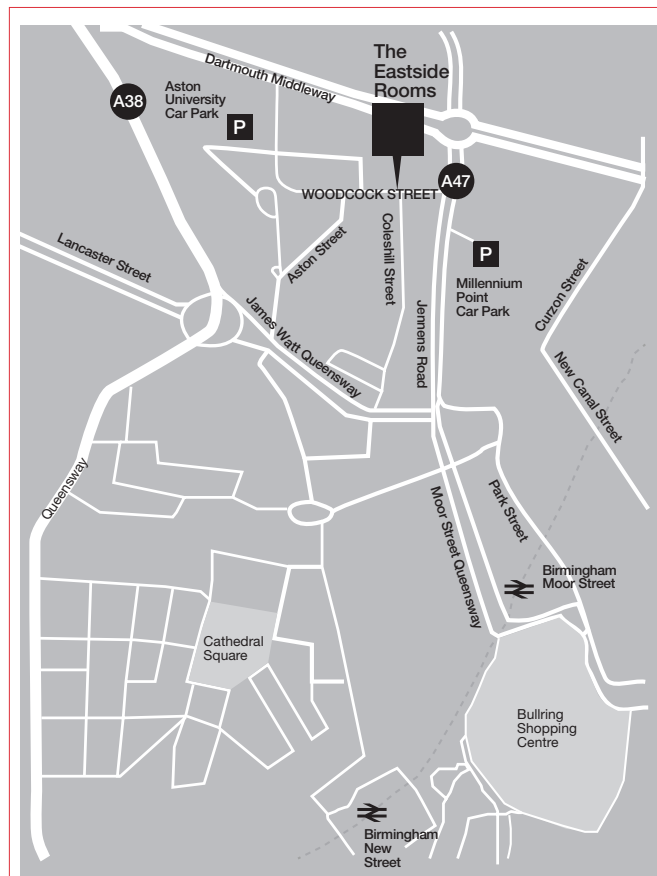 The
Eastside
Rooms
Dartmouth Middleway
Aston
University
Car Park
P
A38
WOODCOCK STREET
A47
Lancaster Street
Aston Street
Coleshill Street
P
Millennium
Point
Car Park
Curzon Street
James Watt Queensway
Jennens Road
New Canal Street
Queensway
Moor Street Queensway
Park Street
Birmingham
Moor Street
Cathedral
Square
Bullring
Shopping
Centre
Birmingham
New
Street